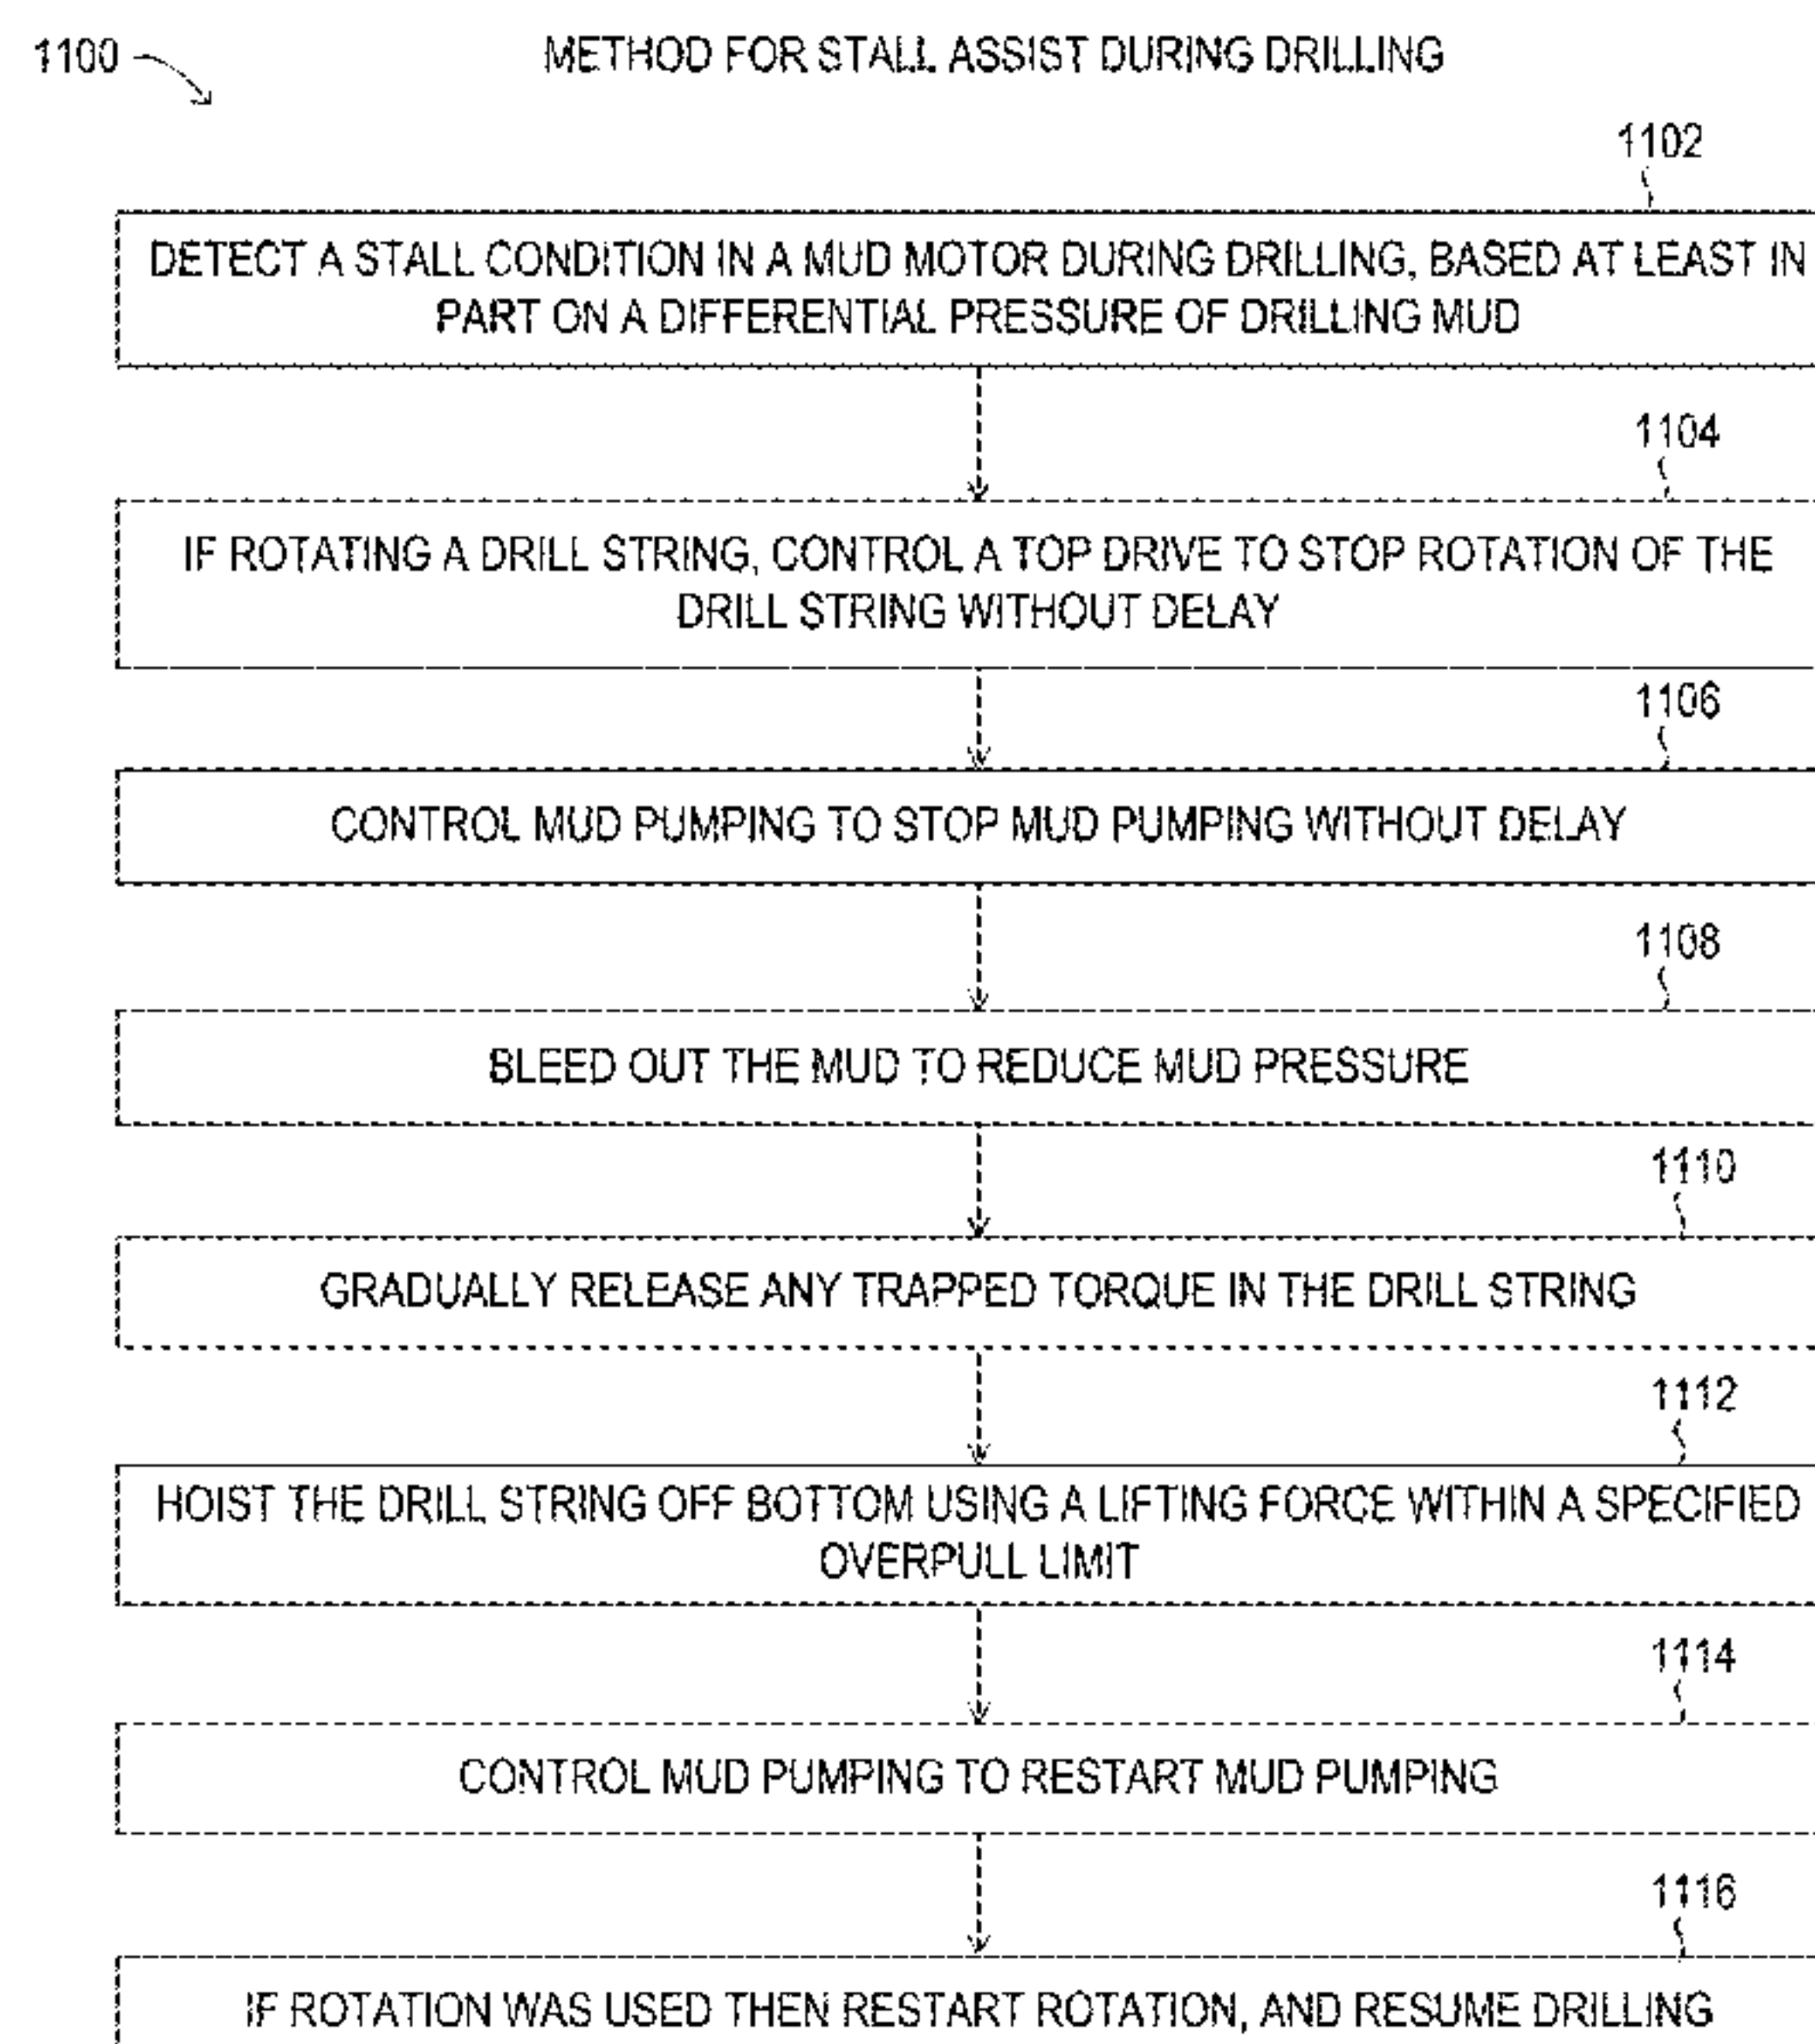 1100
METHOD FOR STALL ASSIST DURING DRILLING
1102
DETECT A STALL CONDITION IN A MUD MOTOR DURING DRILLING, BASED AT LEAST IN
PART ON A DIFFERENTIAL PRESSURE OF DRILLING MUD
1104
IF ROTATING A DRILL STRING, CONTROL A TOP DRIVE TO STOP ROTATION OF THE
DRILL STRING WITHOUT DELAY
1106
CONTROL MUD PUMPING TO STOP MUD PUMPING WITHOUT DELAY
1108
BLEED OUT THE MUD TO REDUCE MUD PRESSURE
1110
GRADUALLY RELEASE ANY TRAPPED TORQUE IN THE DRILL STRING
1112
HOIST THE DRILL STRING OFF BOTTOM USING A LIFTING FORCE WITHIN A SPECIFIED
OVERPULL LIMIT
1114
CONTROL MUD PUMPING TO RESTART MUD PUMPING
1116
IF ROTATION WAS USED THEN RESTART ROTATION, AND RESUME DRILLING